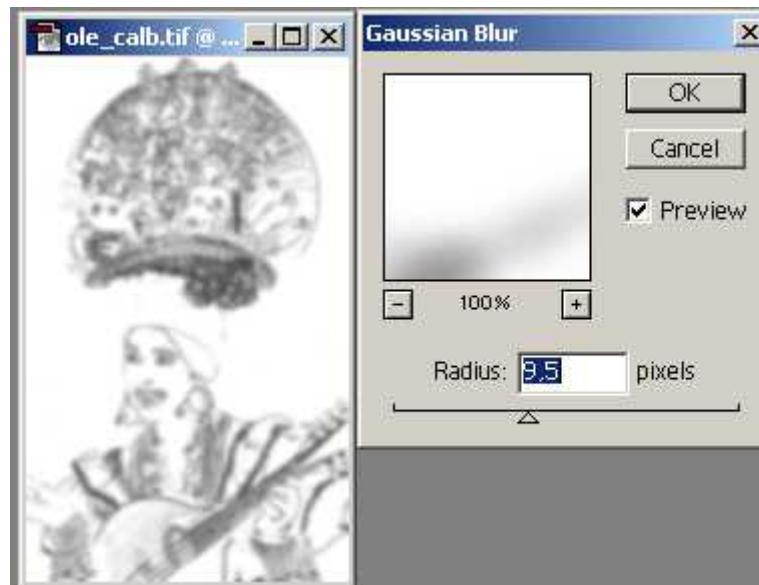 ole_calb.tif @ ...
Gaussian Blur
OK
Cancel
Preview
100%
Radius: 9,5 pixels